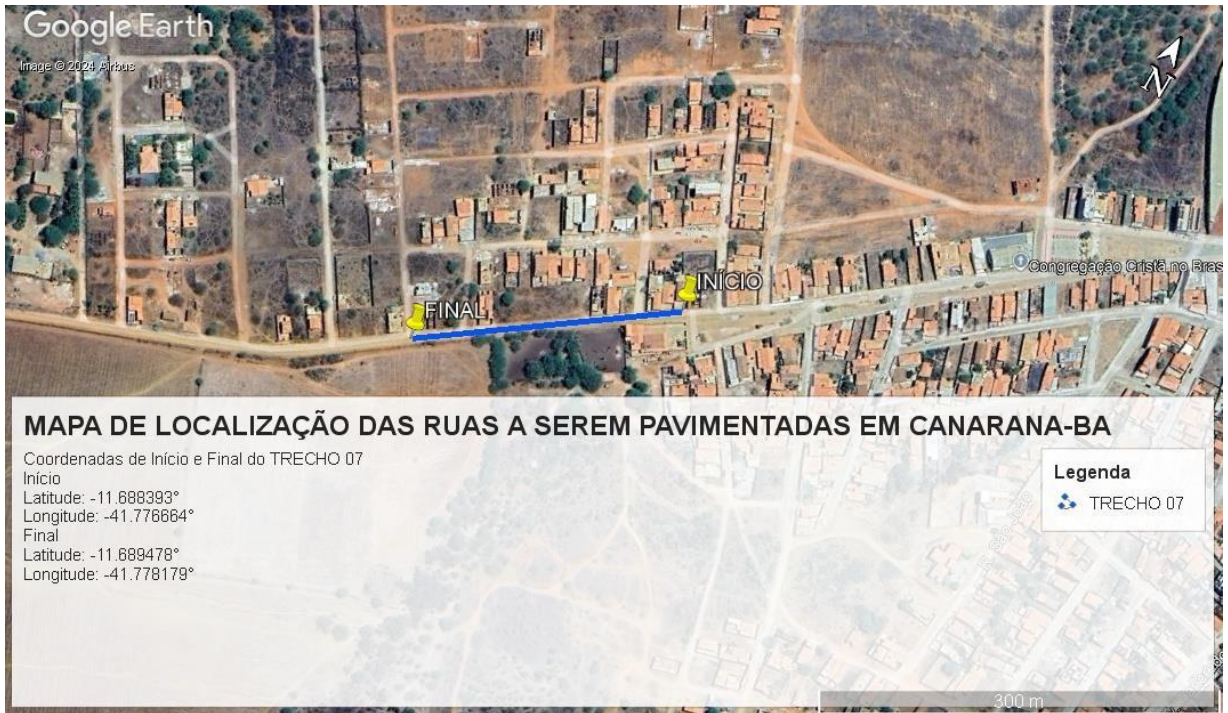 Google Earth
Image © 2024 Airbus
N
Congregação Cristã no Bras
INÍCIO
FINAL
MAPA DE LOCALIZAÇÃO DAS RUAS A SEREM PAVIMENTADAS EM CANARANA-BA
Coordenadas de Início e Final do TRECHO 07
Início
Latitude: -11.688393°
Longitude: -41.776664°
Final
Latitude: -11.689478°
Longitude: -41.778179°
Legenda
TRECHO 07
300 m